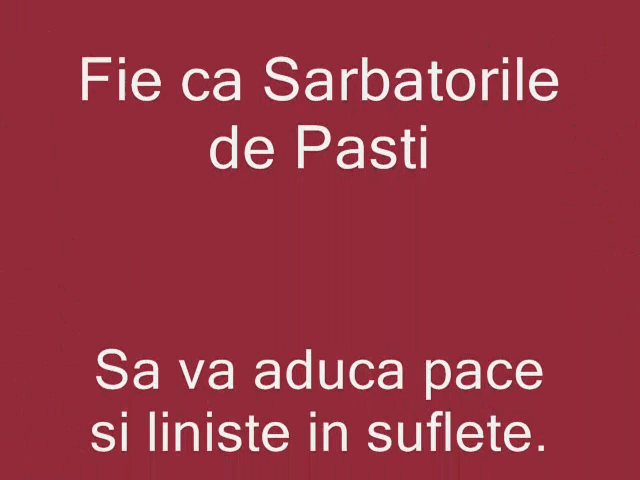 Fie ca Sarbatorile
de Pasti
Sa va aduca pace
si liniste in suflete.